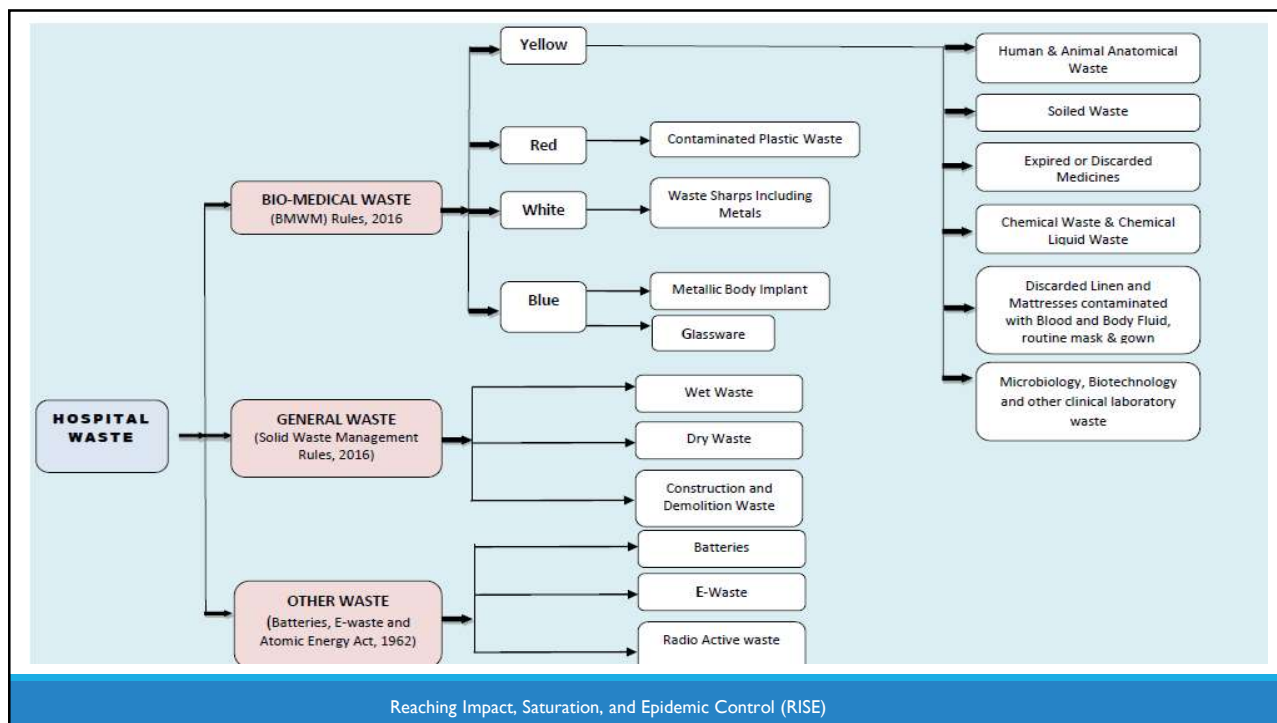 HOSPITAL
WASTE
BIO-MEDICAL WASTE
(BMWM) Rules, 2016
Yellow
Human & Animal Anatomical
Waste
Soiled Waste
Expired or Discarded
Medicines
Chemical Waste & Chemical
Liquid Waste
Discarded Linen and
Mattresses contaminated
with Blood and Body Fluid,
routine mask & gown
Microbiology, Biotechnology
and other clinical laboratory
waste
Red
Contaminated Plastic Waste
White
Waste Sharps Including
Metals
Blue
Metallic Body Implant
Glassware
GENERAL WASTE
(Solid Waste Management
Rules, 2016)
Wet Waste
Dry Waste
Construction and
Demolition Waste
OTHER WASTE
(Batteries, E-waste and
Atomic Energy Act, 1962)
Batteries
E-Waste
Radio Active waste
Reaching Impact, Saturation, and Epidemic Control (RISE)